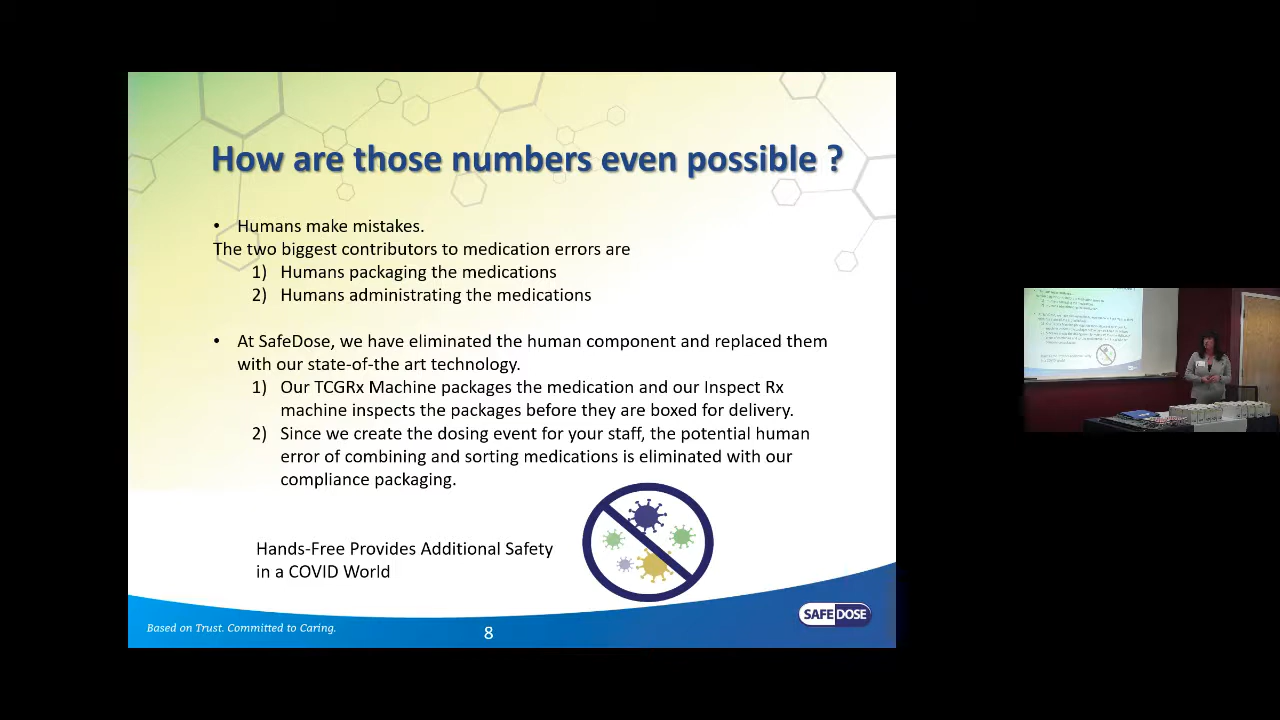 How are those numbers even possible ?
• Humans make mistakes.
The two biggest contributors to medication errors are
1) Humans packaging the medications
2) Humans administrating the medications
• At SafeDose, we have eliminated the human component and replaced them
with our state-of-the art technology.
1) Our TCGRx Machine packages the medication and our Inspect Rx
machine inspects the packages before they are boxed for delivery.
2) Since we create the dosing event for your staff, the potential human
error of combining and sorting medications is eliminated with our
compliance packaging.
Hands-Free Provides Additional Safety
in a COVID World
Based on Trust. Committed to Caring.
8
SAFEDOSE